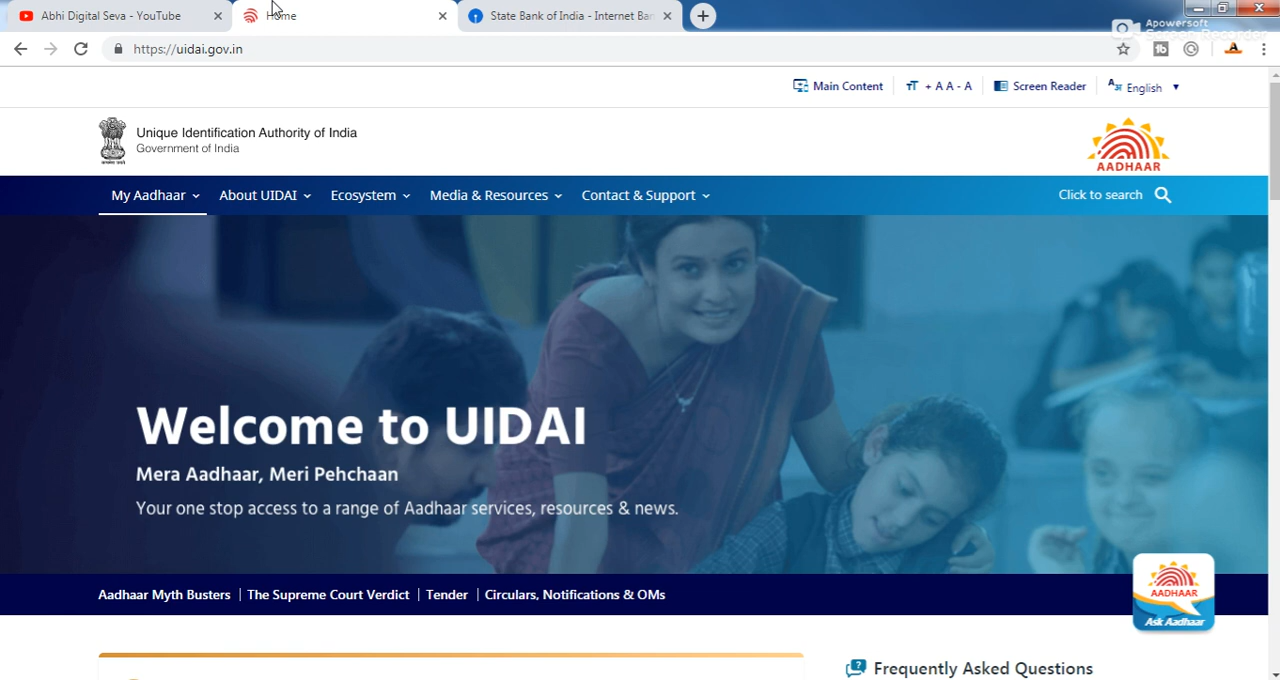 Abhi Digital Seva - YouTube
Home
State Bank of India - Internet Ban
Apowersoft
Screen Recorder
https://uidai.gov.in
Main Content
TT + A A - A
Screen Reader
English
Unique Identification Authority of India
Government of India
AADHAAR
My Aadhaar
About UIDAI
Ecosystem
Media & Resources
Contact & Support
Click to search
Welcome to UIDAI
Mera Aadhaar, Meri Pehchaan
Your one stop access to a range of Aadhaar services, resources & news.
Aadhaar Myth Busters | The Supreme Court Verdict | Tender | Circulars, Notifications & OMs
AADHAAR
Ask Aadhaar
Frequently Asked Questions